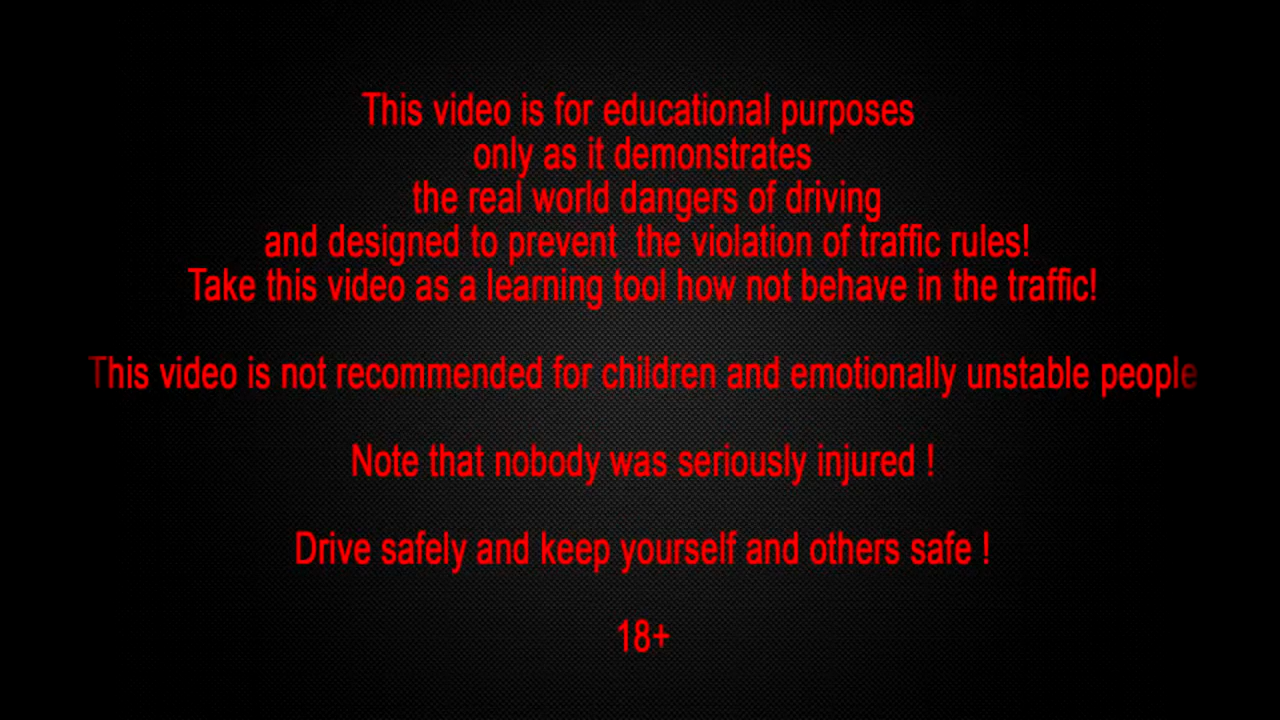 This video is for educational purposes
only as it demonstrates
the real world dangers of driving
and designed to prevent  the violation of traffic rules!
Take this video as a learning tool how not behave in the traffic!
This video is not recommended for children and emotionally unstable people
Note that nobody was seriously injured !
Drive safely and keep yourself and others safe !
18+